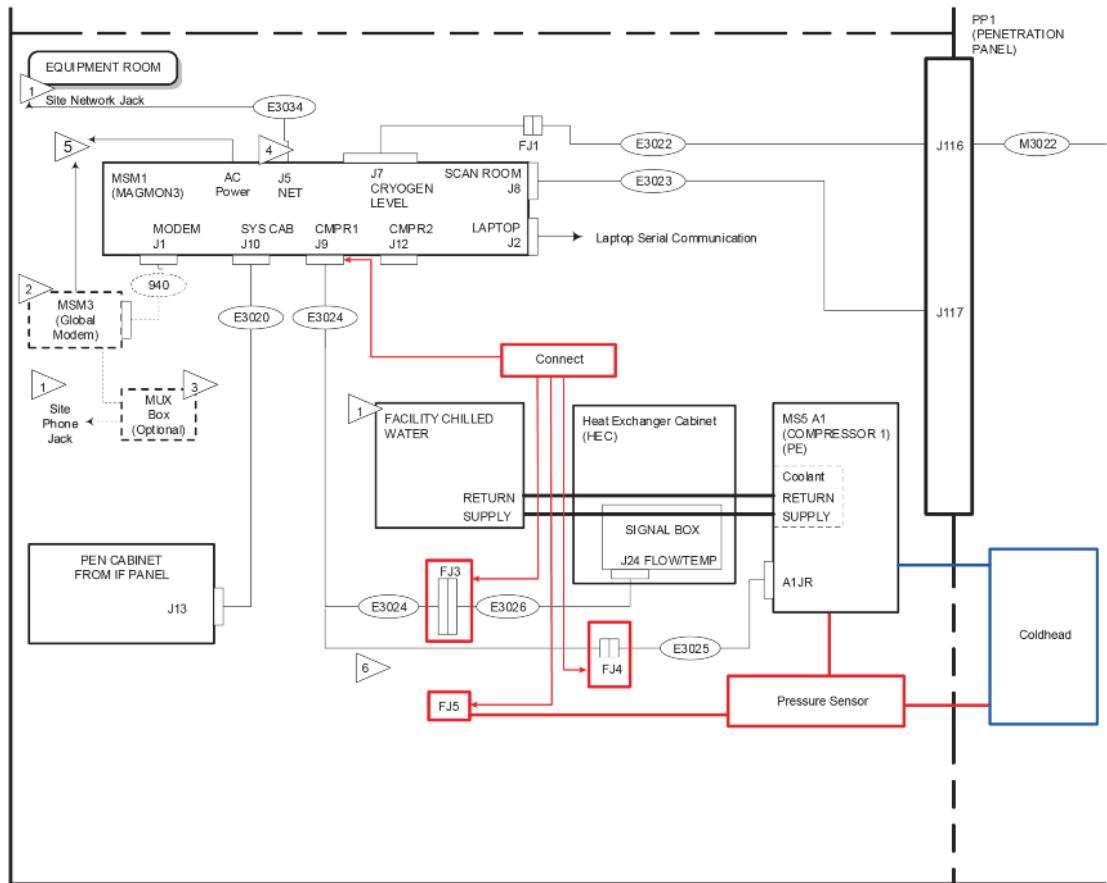 PP1
(PENETRATION
PANEL)
EQUIPMENT ROOM
1
Site Network Jack
E3034
5
4
FJ1
E3022
J116
M3022
MSM1
(MAGMON3)
AC
Power
J5
NET
J7
CRYOGEN
LEVEL
SCAN ROOM
J8
E3023
MODEM
J1
SYS CAB
J10
CMPR1
J9
CMPR2
J12
LAPTOP
J2
Laptop Serial Communication
2
940
MSM3
(Global
Modem)
E3020
E3024
J117
Connect
1
Site
Phone
Jack
3
MUX
Box
(Optional)
1
FACILITY CHILLED
WATER
RETURN
SUPPLY
Heat Exchanger Cabinet
(HEC)
SIGNAL BOX
J24 FLOW/TEMP
MS5 A1
(COMPRESSOR 1)
(PE)
Coolant
RETURN
SUPPLY
A1JR
PEN CABINET
FROM IF PANEL
J13
FJ3
E3024
E3026
6
FJ4
E3025
FJ5
Pressure Sensor
Coldhead